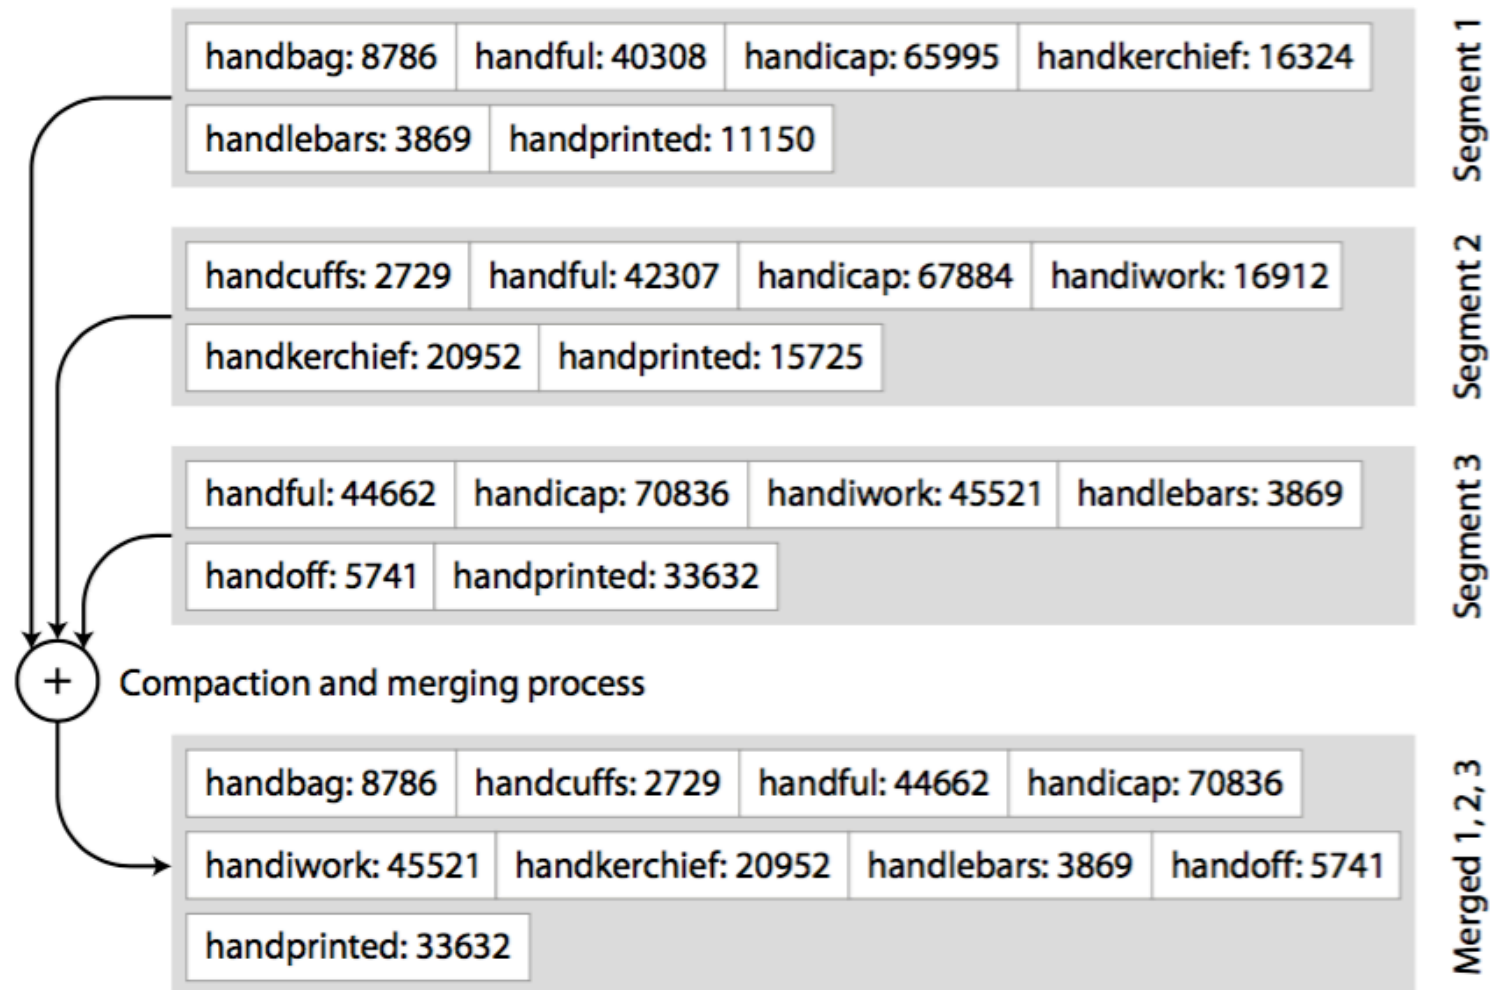 handbag: 8786 handful: 40308 handicap: 65995 handkerchief: 16324
handlebars: 3869 handprinted: 11150
Segment 1
handcuffs: 2729 handful: 42307 handicap: 67884 handiwork: 16912
handkerchief: 20952 handprinted: 15725
Segment 2
handful: 44662 handicap: 70836 handiwork: 45521 handlebars: 3869
handoff: 5741 handprinted: 33632
Segment 3
+ Compaction and merging process
handbag: 8786 handcuffs: 2729 handful: 44662 handicap: 70836
handiwork: 45521 handkerchief: 20952 handlebars: 3869 handoff: 5741
handprinted: 33632
Merged 1, 2, 3